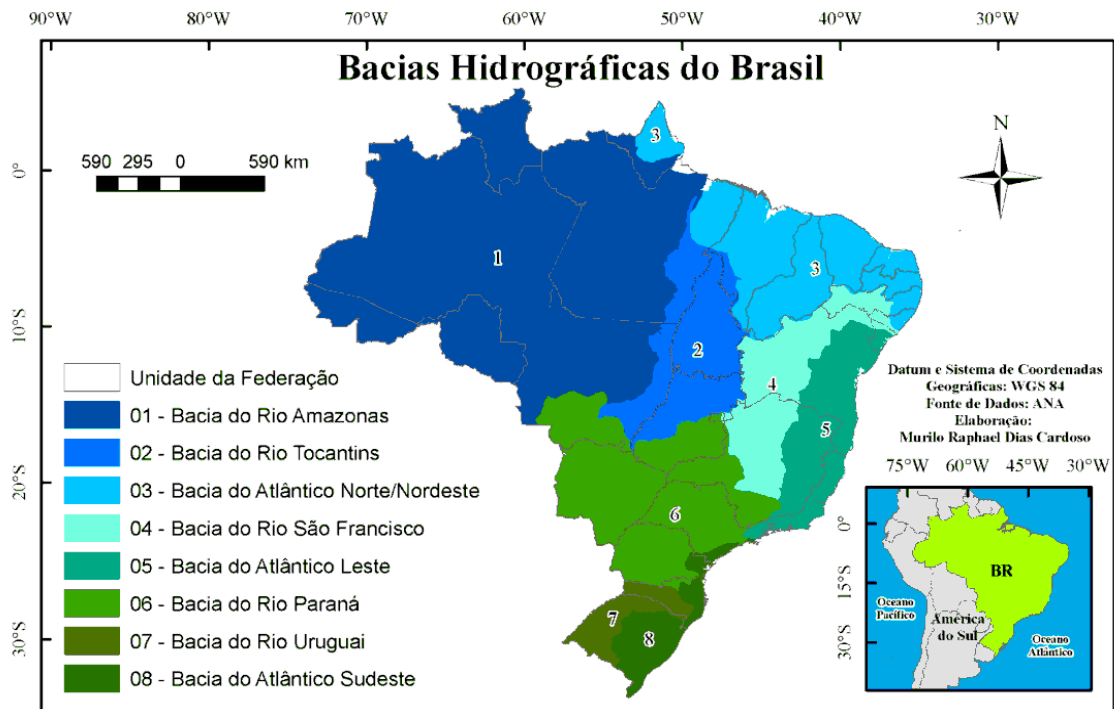 90°W 80°W 70°W 60°W 50°W 40°W 30°W
Bacias Hidrográficas do Brasil
590 295 0 590 km
N
0°
10°S
20°S
30°S
3
1
3
2
4
5
6
7
8
Unidade da Federação
01 - Bacia do Rio Amazonas
02 - Bacia do Rio Tocantins
03 - Bacia do Atlântico Norte/Nordeste
04 - Bacia do Rio São Francisco
05 - Bacia do Atlântico Leste
06 - Bacia do Rio Paraná
07 - Bacia do Rio Uruguai
08 - Bacia do Atlântico Sudeste
Datum e Sistema de Coordenadas
Geográficas: WGS 84
Fonte de Dados: ANA
Elaboração:
Murilo Raphael Dias Cardoso
75°W 60°W 45°W 30°W
0°
15°S
30°S
BR
Oceano
Pacífico
América
do Sul
Oceano
Atlântico